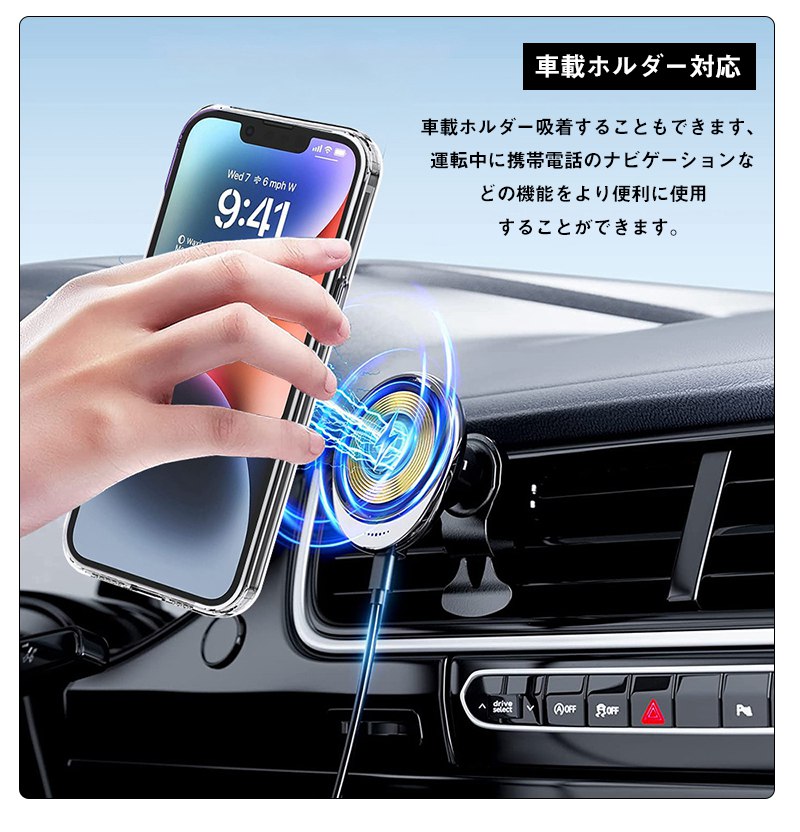 車載ホルダー対応
車載ホルダー吸着することもできます、
運転中に携帯電話のナビゲーションな
どの機能をより便利に使用
することができます。
Wed 7 6 mph W
9:41
drive
select
OFF
OFF